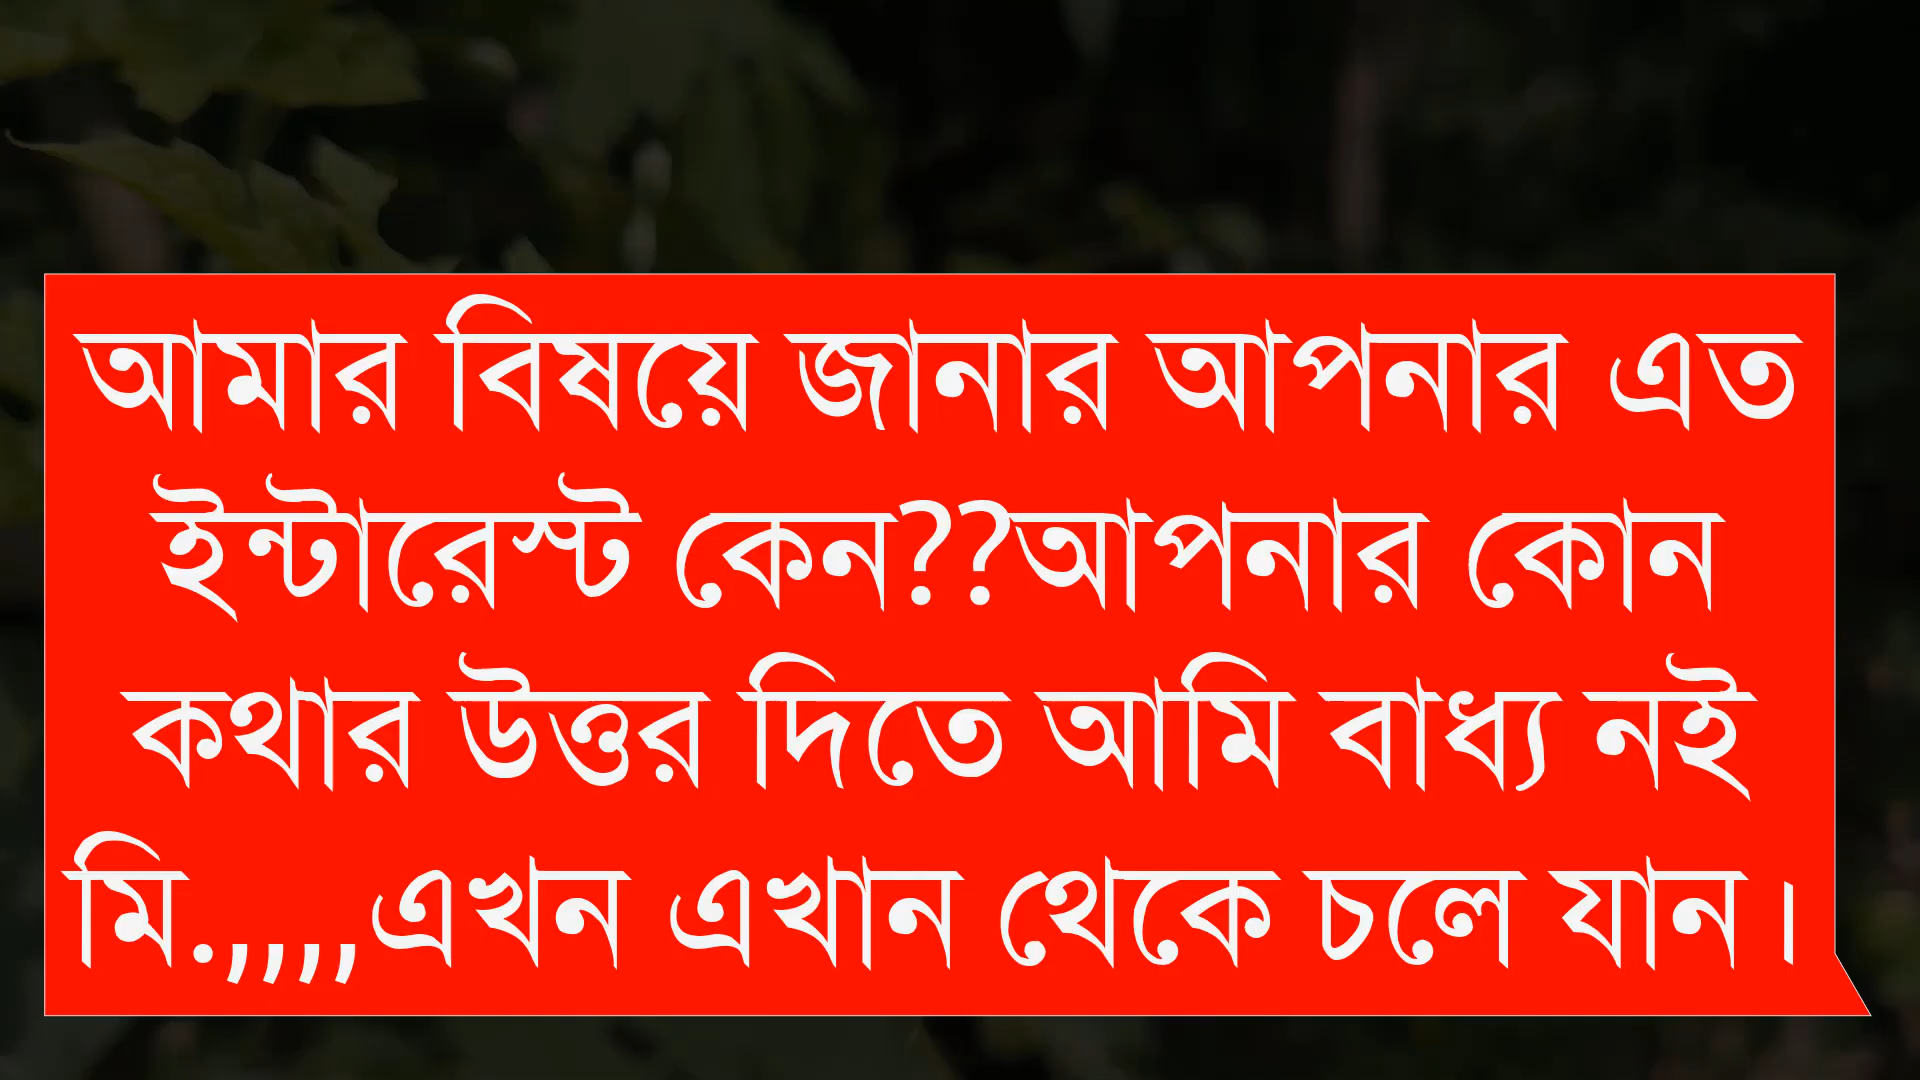 আমার বিষয়ে জানার আপনার এত
ইন্টারেস্ট কেন??আপনার কোন
কথার উত্তর দিতে আমি বাধ্য নই
মি.,,,,এখন এখান থেকে চলে যান।